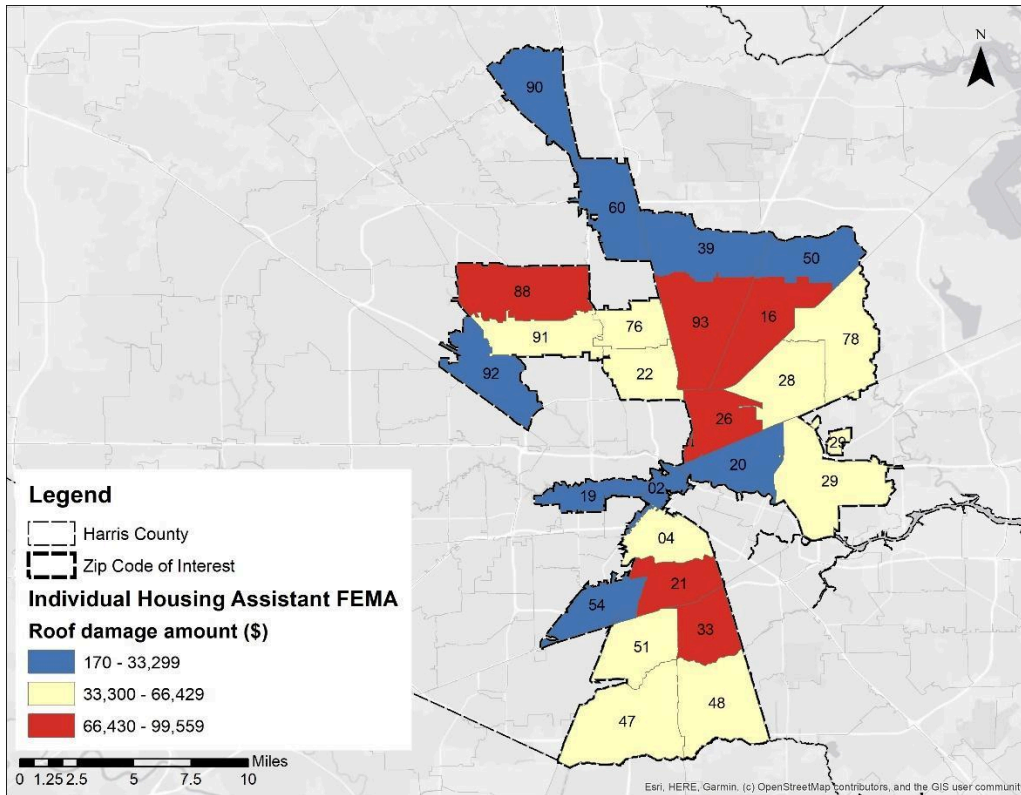 N
90
60
39
50
88
93
16
76
78
91
22
28
92
26
29
20
29
19
02
04
21
54
33
51
48
47
Legend
Harris County
Zip Code of Interest
Individual Housing Assistant FEMA
Roof damage amount ($)
170 - 33,299
33,300 - 66,429
66,430 - 99,559
Miles
0 1.25 2.5 5 7.5 10
Esri, HERE, Garmin, (c) OpenStreetMap contributors, and the GIS user communit